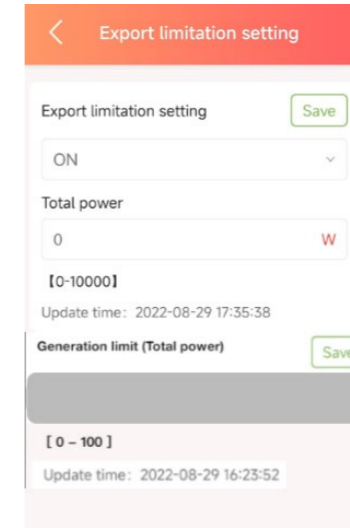 Export limitation setting
Export limitation setting Save
ON
Total power
0 W
【0-10000】
Update time: 2022-08-29 17:35:38
Generation limit (Total power) Save
[ 0 – 100 ]
Update time: 2022-08-29 16:23:52